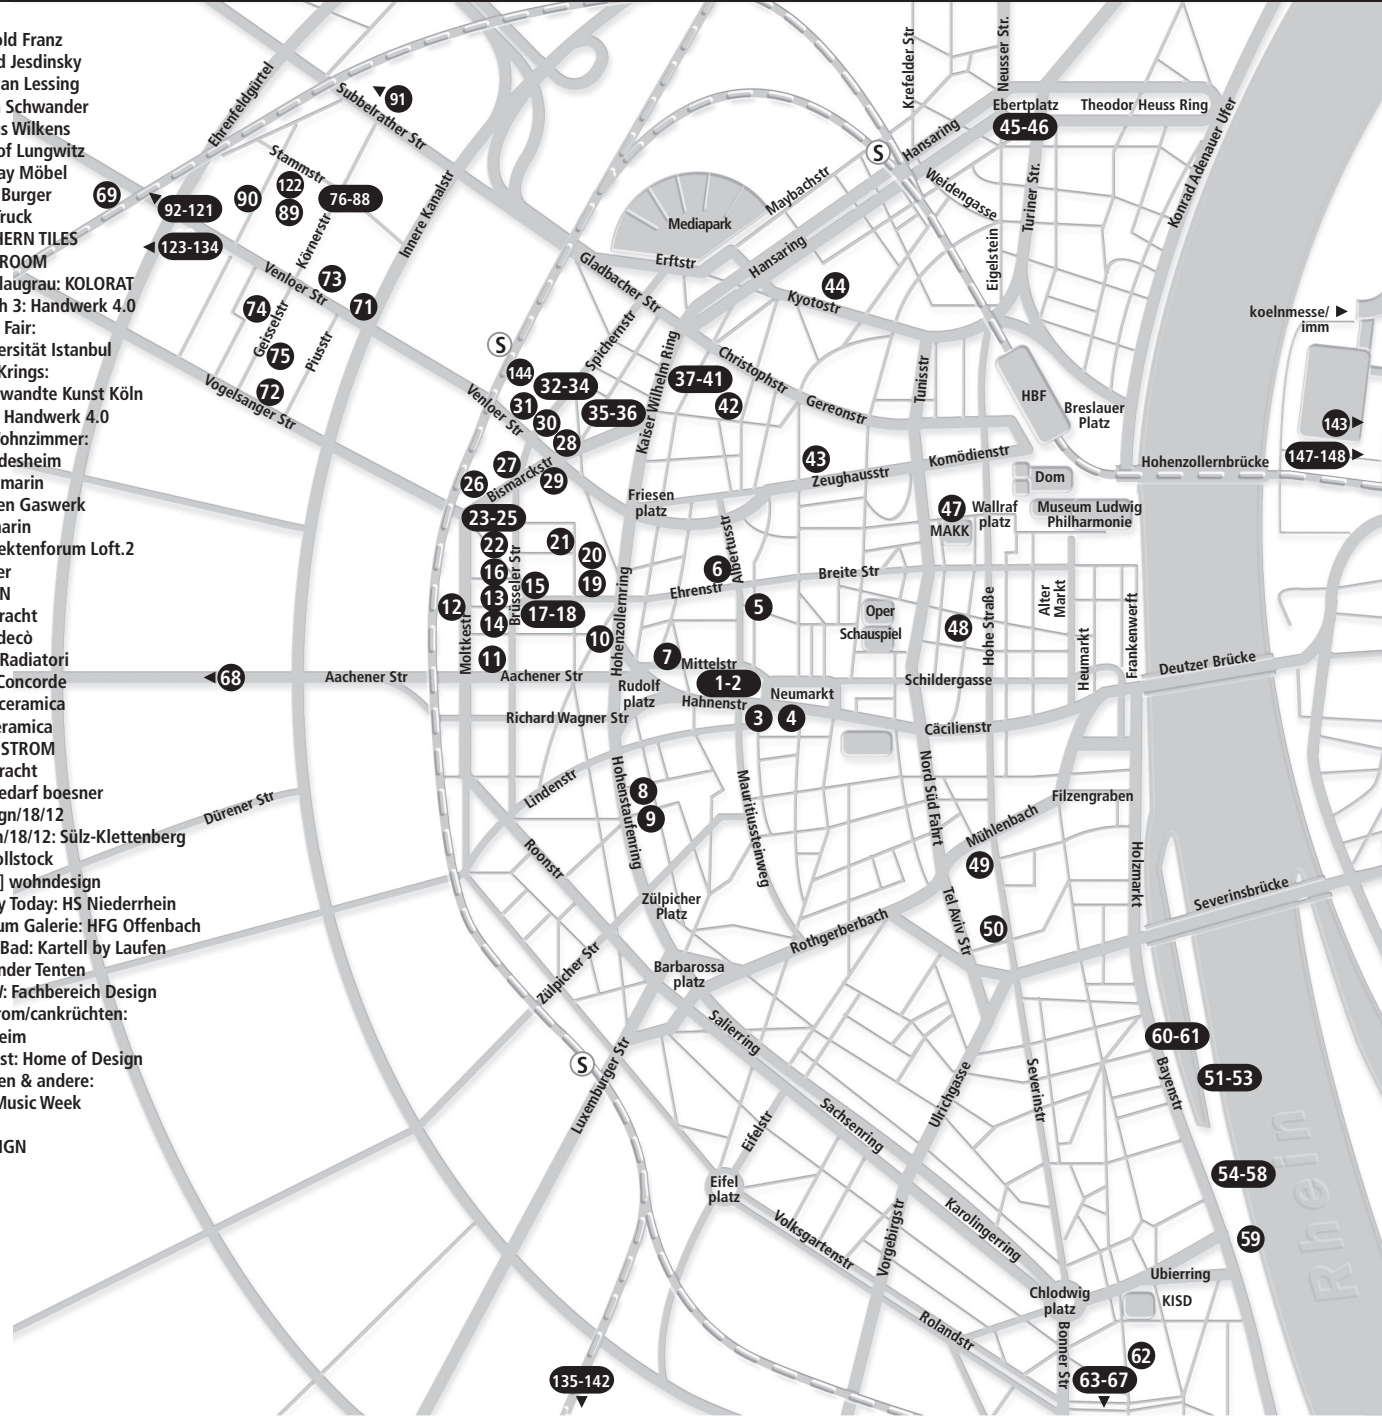 old Franz
d Jesdinsky
an Lessing
n Schwander
s Wilkens
of Lungwitz
ay Möbel
Burger
Truck
HERN TILES
ROOM
laugrau: KOLORAT
h 3: Handwerk 4.0
Fair:
ersität Istanbul
Krings:
wandte Kunst Köln
Handwerk 4.0
ohnzimmer:
desheim
marin
en Gaswerk
arin
ektenforum Loft.2
er
N
racht
decò
Radiatori
Concorde
ceramica
eramica
STROM
racht
edarf boesner
gn/18/12
n/18/12: Sülz-Klettenberg
ollstock
] wohndesign
y Today: HS Niederrhein
um Galerie: HFG Offenbach
Bad: Kartell by Laufen
nder Tenten
: Fachbereich Design
rom/cankrüchten:
eim
st: Home of Design
en & andere:
Music Week
IGN
Ehrenfeldgürtel
Subbelrather Str
91
Krefelder Str
Neusser Str.
Ebertplatz
45-46
Theodor Heuss Ring
Konrad Adenauer Ufer
Hansaring
S
Weidengasse
Turiner Str.
Eigelstein
Stammstr
69
92-121
90
122
89
76-88
123-134
Körnerstr
Innere Kanalstr
Mediapark
Maybachstr
Erftstr
Hansaring
Gladbacher Str
Venloer Str
73
74
71
Geisselstr
75
Piusstr
72
Vogelsanger Str
44
Kyotostr
koelnmesse/
imm
S
144
Spichernstr
32-34
31
35-36
30
28
Venloer Str
Kaiser Wilhelm Ring
37-41
42
Christophstr
Gereonstr
Tunisstr
HBF
Breslauer
Platz
143
147-148
Hohenzollernbrücke
27
26
Bismarckstr
29
43
Zeughausstr
Komödienstr
Dom
Friesen
platz
23-25
47
MAKK
Wallraf
platz
Museum Ludwig
Philharmonie
22
21
20
16
15
19
13
17-18
12
14
10
11
Brüsseler Str
Moltkestr
Hohenzollernring
Albertusstr
6
Ehrenstr
5
Breite Str
Oper
Schauspiel
48
Hohe Straße
Alter
Markt
Heumarkt
Frankenwerft
Deutzer Brücke
68
Aachener Str
Aachener Str
7
Mittelstr
1-2
Rudolf
platz
Hahnenstr
Neumarkt
3
4
Schildergasse
Cäcilienstr
Richard Wagner Str
Lindenstr
Dürener Str
Hohenstaufenring
8
9
Mauritiussteinweg
Nord Süd Fahrt
Filzengraben
Mühlenbach
49
Holzmarkt
Severinsbrücke
Roonstr
Zülpicher
Platz
Rothgerberbach
Tel Aviv Str
50
Barbarossa
platz
Zülpicher Str
Salierring
S
Luxemburger Str
60-61
51-53
Bayenstr
Severinstr
Ulrichgasse
Sachsenring
Eifelstr
Eifel
platz
54-58
Rhein
59
Volksgartenstr
Vorgebirgstr
Karolingerring
Ubierring
Chlodwig
platz
KISD
Rolandstr
Bonner Str
62
63-67
135-142